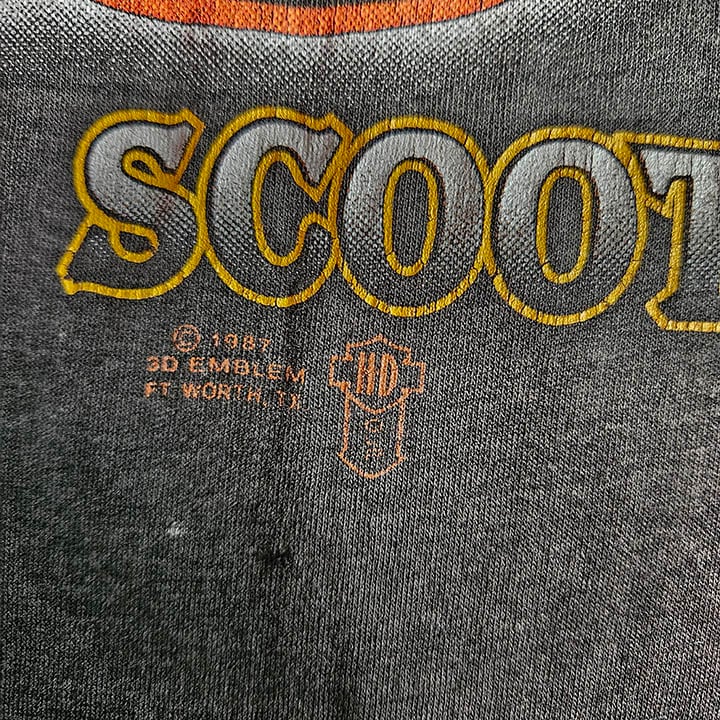 SCOOT
© 1987
3D EMBLEM
FT WORTH, TX
HD